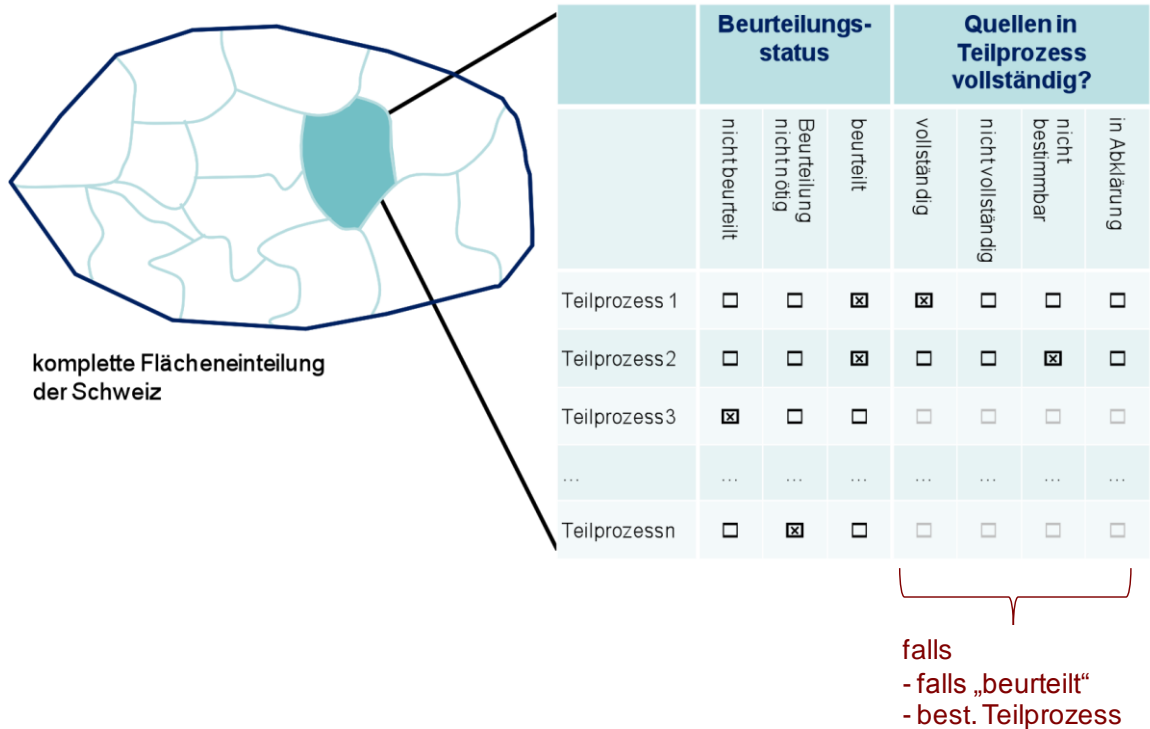 Beurteilungs-
status
Quellen in
Teilprozess
vollständig?
nicht beurteilt
Beurteilung
nicht nötig
beurteilt
vollständig
nicht vollständig
nicht
bestimmbar
in Abklärung
Teilprozess 1
Teilprozess 2
Teilprozess 3
... ... ... ... ... ... ... ...
Teilprozess n
komplette Flächeneinteilung
der Schweiz
falls
- falls „beurteilt“
- best. Teilprozess